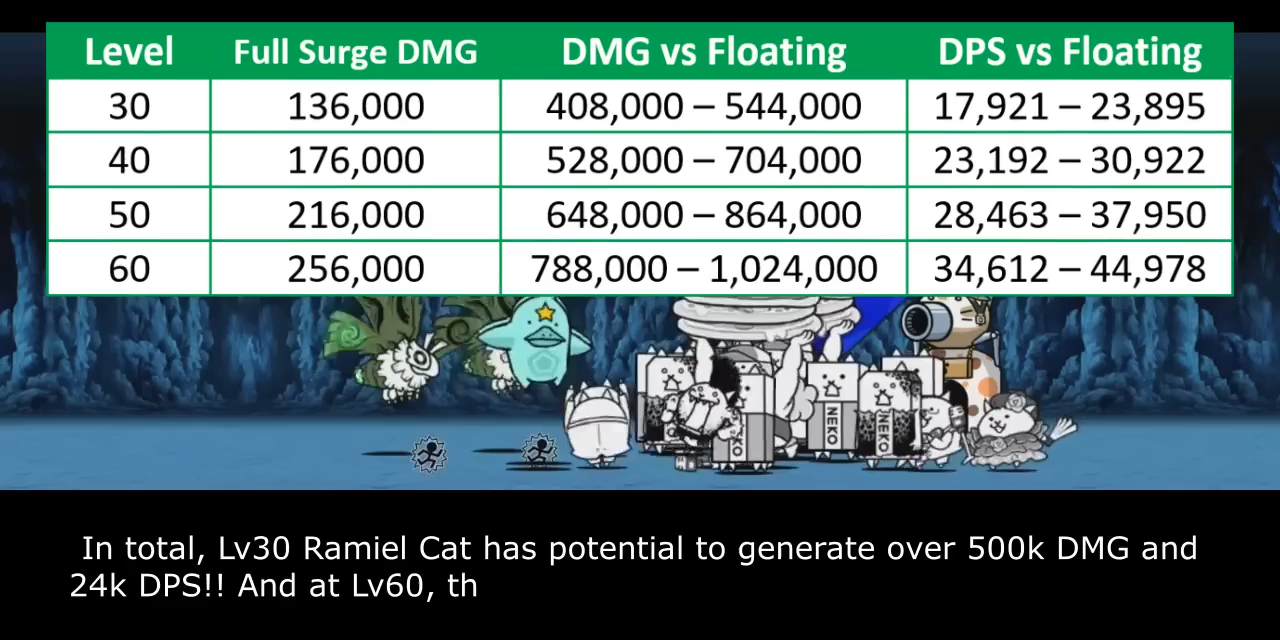 Level Full Surge DMG DMG vs Floating DPS vs Floating
30 136,000 408,000 – 544,000 17,921 – 23,895
40 176,000 528,000 – 704,000 23,192 – 30,922
50 216,000 648,000 – 864,000 28,463 – 37,950
60 256,000 788,000 – 1,024,000 34,612 – 44,978
NEKO NEKO
KO
In total, Lv30 Ramiel Cat has potential to generate over 500k DMG and
24k DPS!! And at Lv60, th